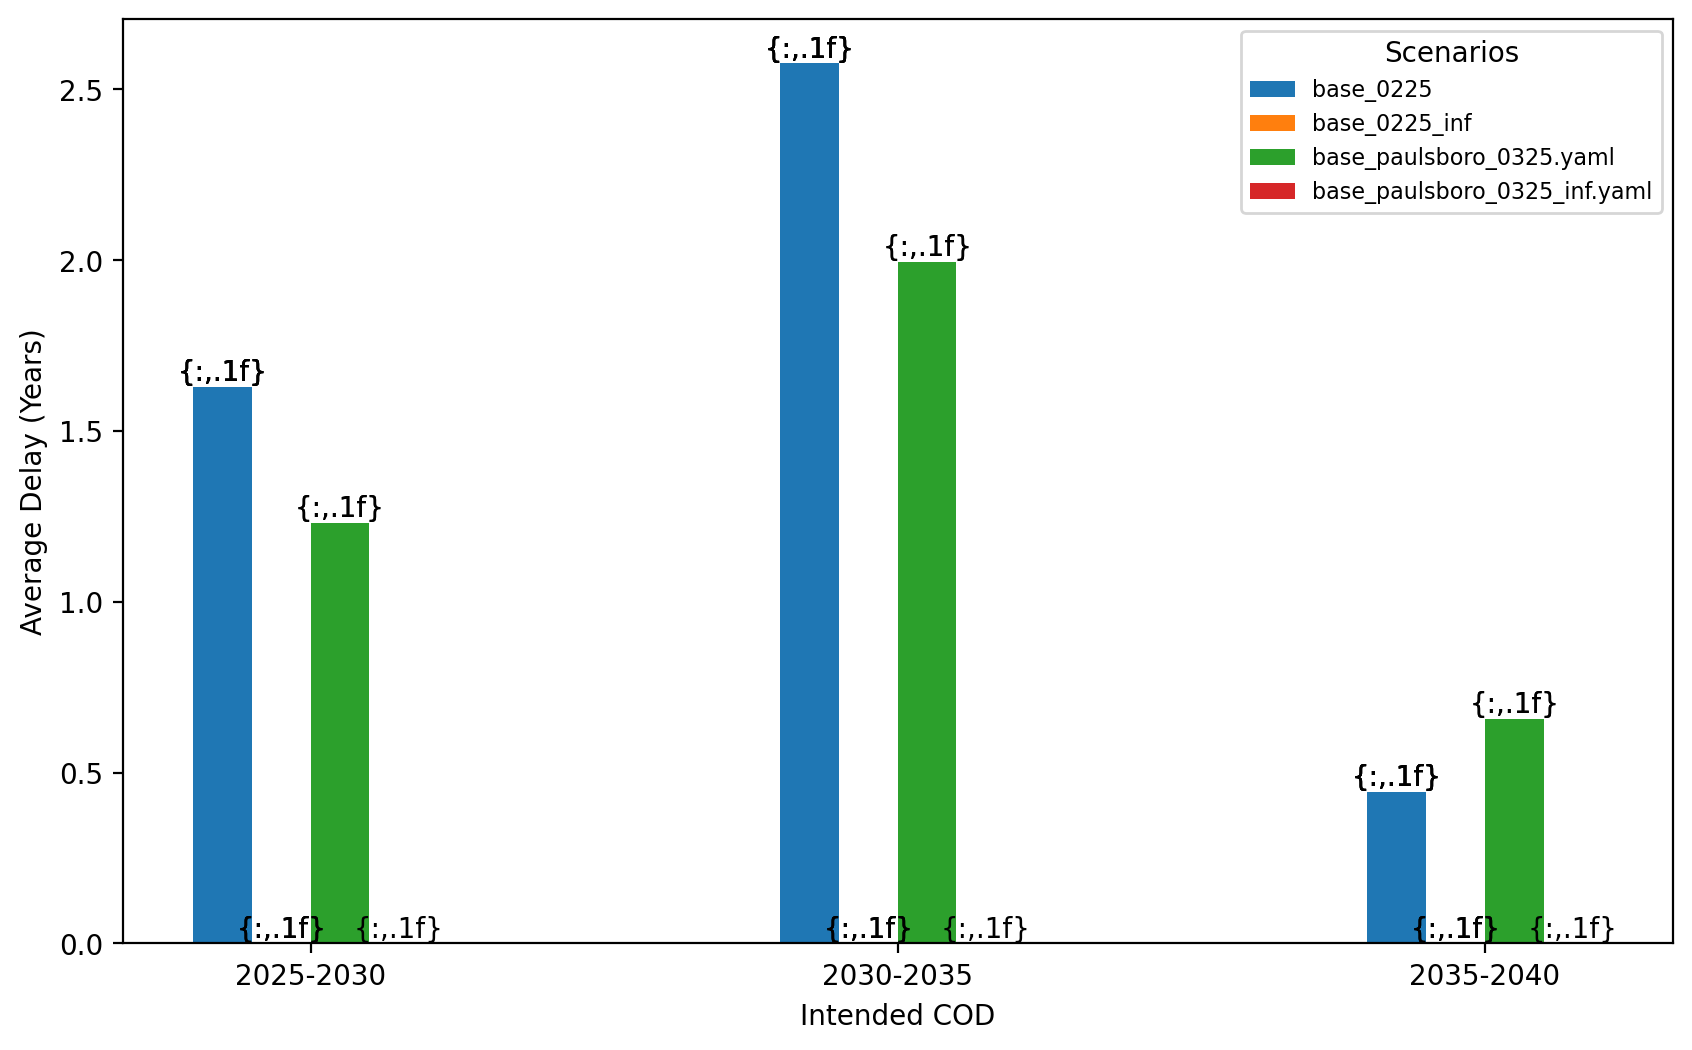 {:,.1f}
Scenarios
base_0225
base_0225_inf
base_paulsboro_0325.yaml
base_paulsboro_0325_inf.yaml
2.5
{:,.1f}
2.0
{:,.1f}
1.5
{:,.1f}
1.0
{:,.1f}
{:,.1f}
0.5
{:,.1f} {:,.1f} {:,.1f} {:,.1f} {:,.1f} {:,.1f}
0.0
Average Delay (Years)
2025-2030 2030-2035 2035-2040
Intended COD